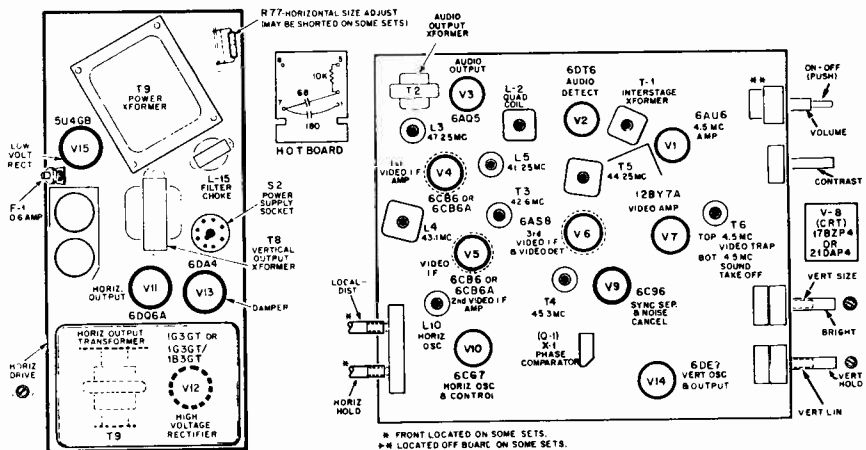 R77-HORIZONTAL SIZE ADJUST
(MAY BE SHORTED ON SOME SETS)
T9
POWER
XFORMER
5U4GB
V15
LOW
VOLT
RECT
F-1
0.6 AMP
L-15
FILTER
CHOKE
S2
POWER
SUPPLY
SOCKET
T8
VERTICAL
OUTPUT
XFORMER
HORIZ.
OUTPUT
V11
6DQ6A
6DA4
V13
DAMPER
HORIZ OUTPUT
TRANSFORMER
1G3GT OR
1G3GT/
1B3GT
V12
HIGH
VOLTAGE
RECTIFIER
T9
HORIZ
DRIVE
8
5
10K
7
68
180
HOT BOARD
AUDIO
OUTPUT
XFORMER
T2
AUDIO
OUTPUT
V3
6AQ5
L-2
QUAD
COIL
6DT6
AUDIO
DETECT
V2
T-1
INTERSTAGE
XFORMER
6AU6
4.5 MC
AMP
V1
**
ON-OFF
(PUSH)
VOLUME
CONTRAST
L3
47.25MC
1st
VIDEO I F
AMP
V4
6CB6 OR
6CB6A
L5
41.25MC
T3
42.6MC
T5
44.25MC
12BY7A
VIDEO AMP
V7
T6
TOP 4.5MC
VIDEO TRAP
BOT 4.5 MC
SOUND
TAKE OFF
V-8
(CRT)
17BZP4
OR
21DAP4
L4
43.1MC
6AS8
3rd
VIDEO I F
& VIDEO DET
V6
VIDEO
I F
V5
6CB6 OR
6CB6A
2nd VIDEO I F
AMP
T4
45.3MC
V9
6C96
SYNC SEP.
& NOISE
CANCEL
LOCAL-
DIST
*
L10
HORIZ
OSC
V10
6CG7
HORIZ OSC
& CONTROL
(Q-1)
X-1
PHASE
COMPARATOR
V14
6DE7
VERT OSC
& OUTPUT
VERT SIZE
BRIGHT
VERT
HOLD
VERT LIN
*
HORIZ
HOLD
* FRONT LOCATED ON SOME SETS.
** LOCATED OFF BOARD ON SOME SETS.